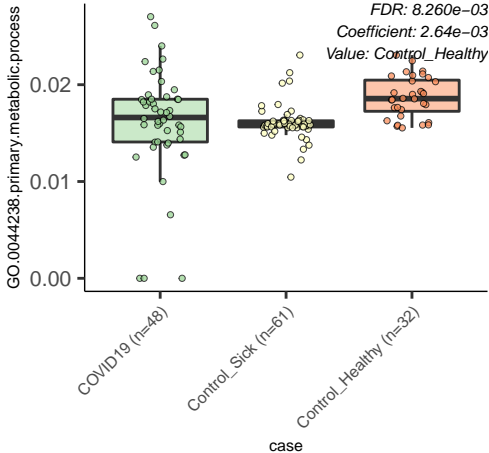 FDR: 8.260e−03
Coefficient: 2.64e−03
Value: Control_Healthy
GO.0044238.primary.metabolic.process
0.02
0.01
0.00
COVID19 (n=48)
Control_Sick (n=61)
Control_Healthy (n=32)
case